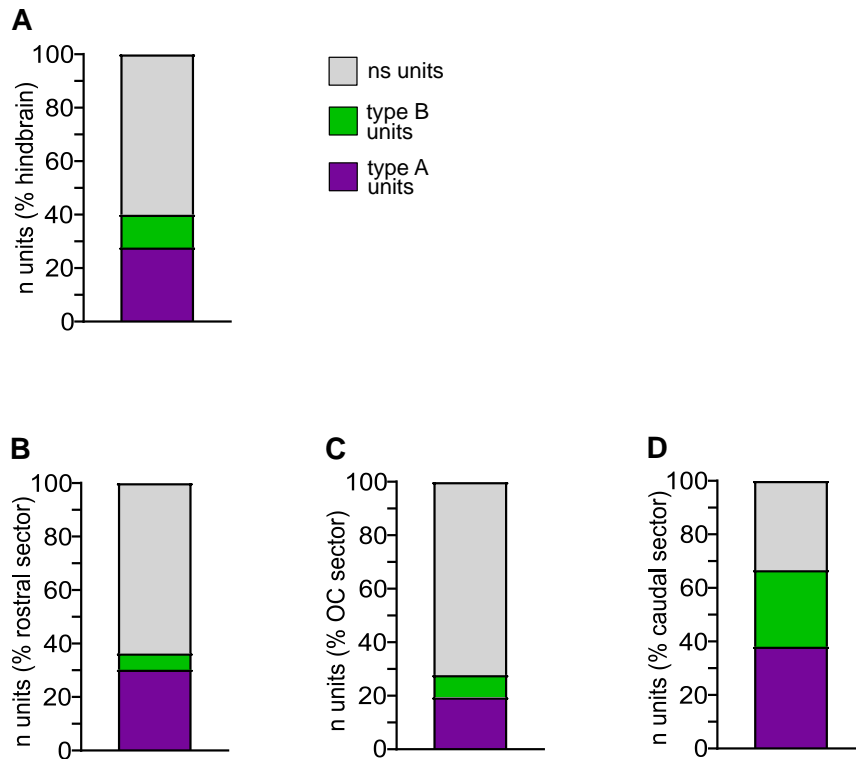 A
n units (% hindbrain)
100
80
60
40
20
0
ns units
type B
units
type A
units
B
n units (% rostral sector)
100
80
60
40
20
0
C
n units (% OC sector)
100
80
60
40
20
0
D
n units (% caudal sector)
100
80
60
40
20
0